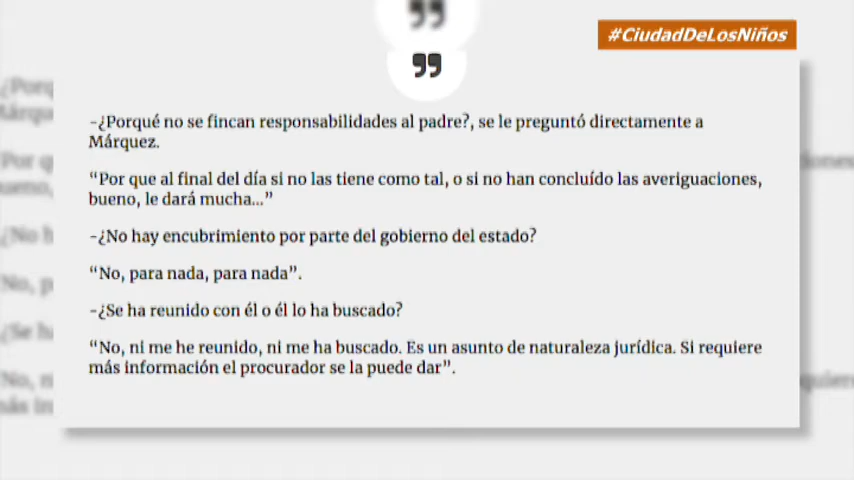 #CiudadDeLosNiños
-¿Porqué no se fincan responsabilidades al padre?, se le preguntó directamente a
Márquez.
“Por que al final del día si no las tiene como tal, o si no han concluído las averiguaciones,
bueno, le dará mucha...”
-¿No hay encubrimiento por parte del gobierno del estado?
“No, para nada, para nada”.
-¿Se ha reunido con él o él lo ha buscado?
“No, ni me he reunido, ni me ha buscado. Es un asunto de naturaleza jurídica. Si requiere
más información el procurador se la puede dar”.